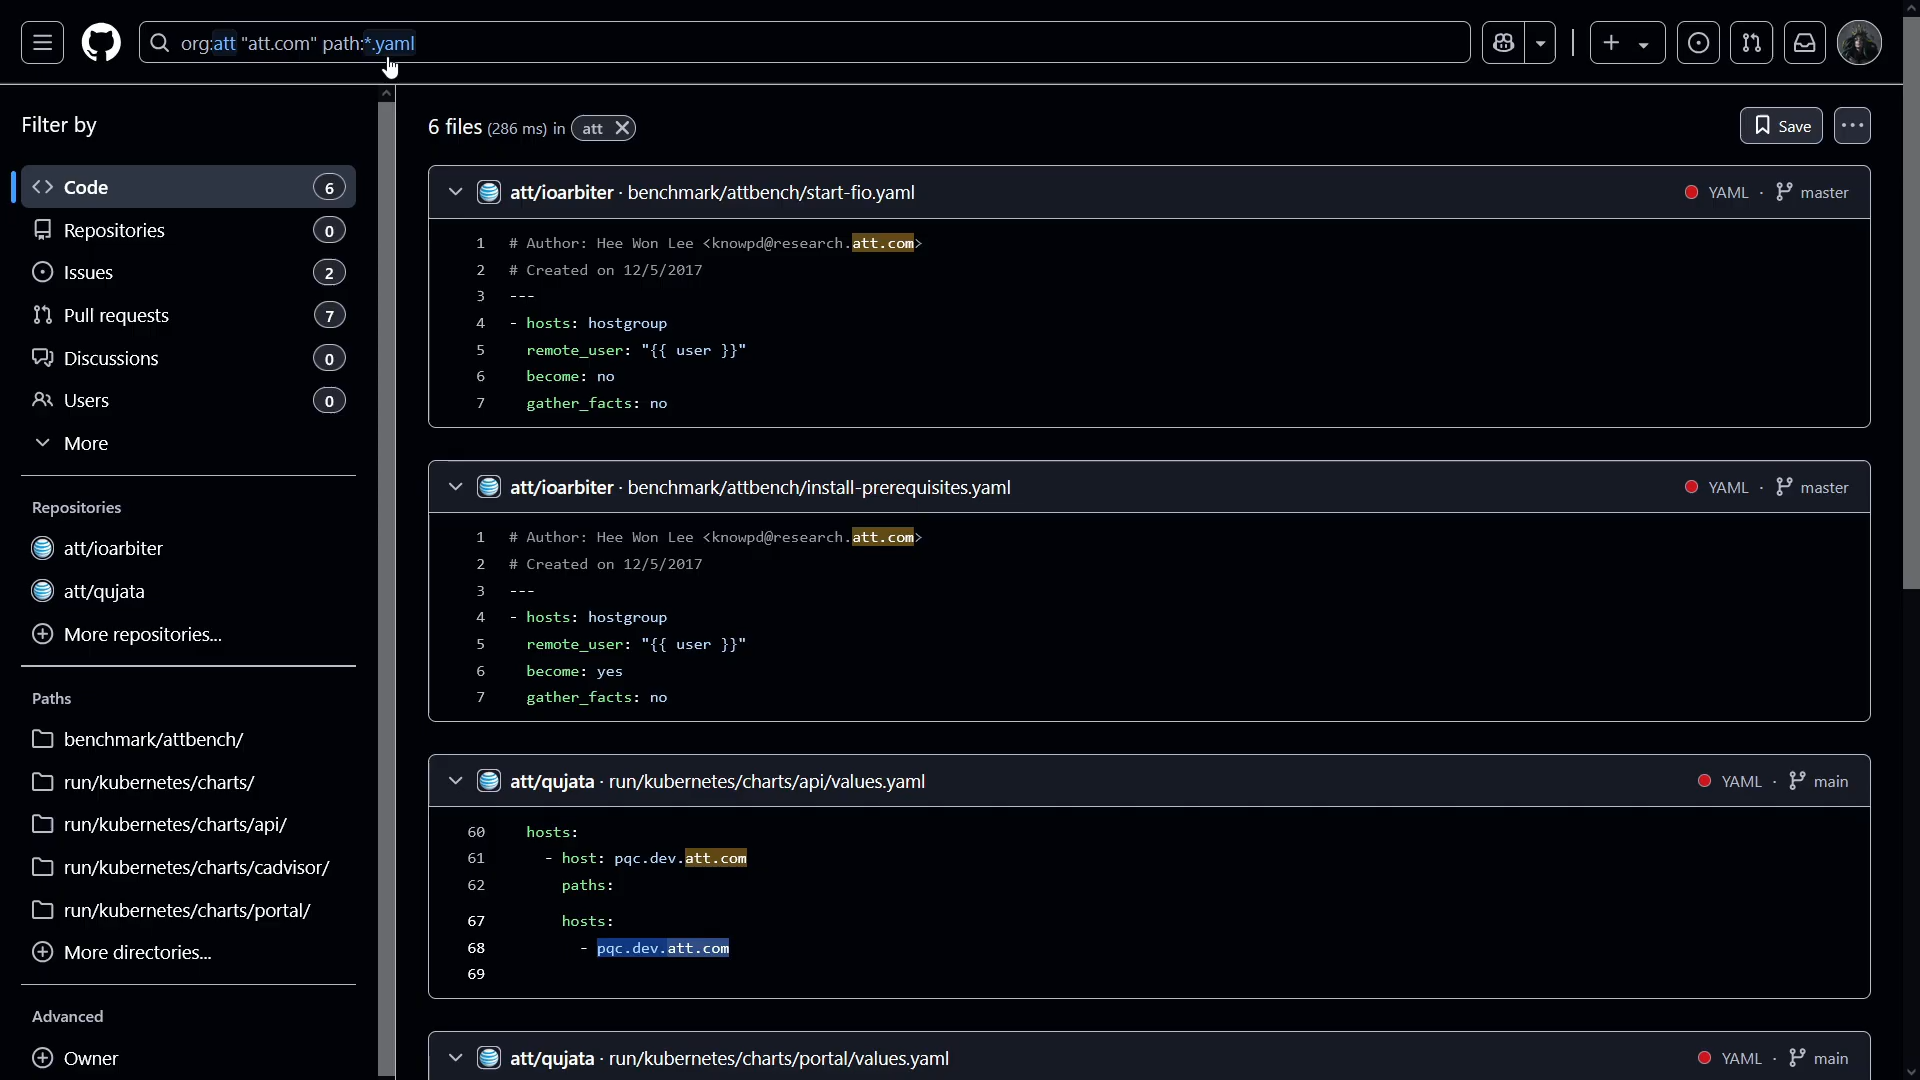 org:att "att.com" path:*.yaml
Filter by
Code 6
Repositories 0
Issues 2
Pull requests 7
Discussions 0
Users 0
More
Repositories
att/ioarbiter
att/qujata
More repositories...
Paths
benchmark/attbench/
run/kubernetes/charts/
run/kubernetes/charts/api/
run/kubernetes/charts/cadvisor/
run/kubernetes/charts/portal/
More directories...
Advanced
Owner
6 files (286 ms) in att
Save
att/ioarbiter · benchmark/attbench/start-fio.yaml YAML · master
1 # Author: Hee Won Lee <knowpd@research.att.com>
2 # Created on 12/5/2017
3 ---
4 - hosts: hostgroup
5 remote_user: "{{ user }}"
6 become: no
7 gather_facts: no
att/ioarbiter · benchmark/attbench/install-prerequisites.yaml YAML · master
1 # Author: Hee Won Lee <knowpd@research.att.com>
2 # Created on 12/5/2017
3 ---
4 - hosts: hostgroup
5 remote_user: "{{ user }}"
6 become: yes
7 gather_facts: no
att/qujata · run/kubernetes/charts/api/values.yaml YAML · main
60 hosts:
61 - host: pqc.dev.att.com
62 paths:
67 hosts:
68 - pqc.dev.att.com
69
att/qujata · run/kubernetes/charts/portal/values.yaml YAML · main